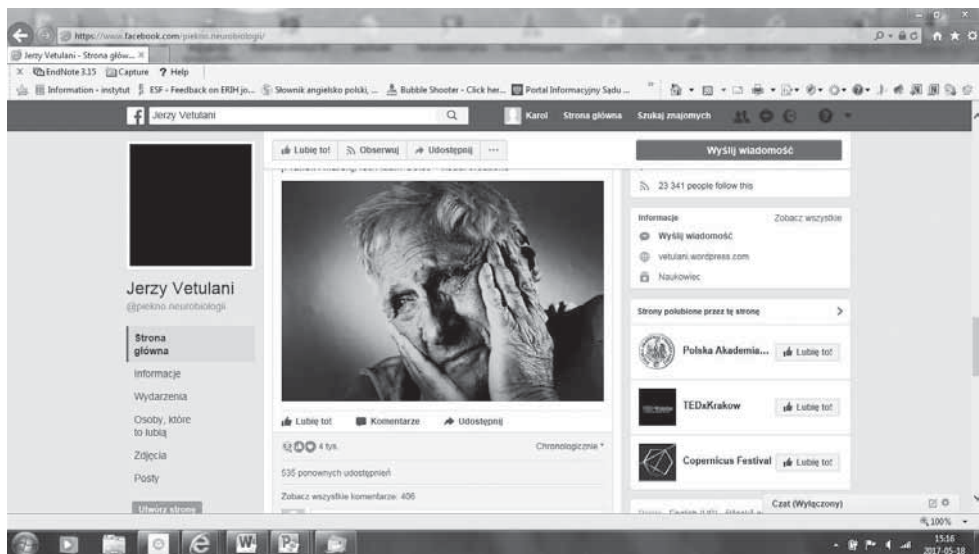 https://www.facebook.com/piekno.neurobiologii/
Jerzy Vetulani - Strona głów...
EndNote 3.15 Capture ? Help
Information - instytut ESF - Feedback on ERIH jo... Słownik angielsko polski, ... Bubble Shooter - Click her... Portal Informacyjny Sądu ...
Jerzy Vetulani
Karol Strona główna Szukaj znajomych
Lubię to! Obserwuj Udostępnij ...
Wyślij wiadomość
23 341 people follow this
Informacje Zobacz wszystkie
Wyślij wiadomość
vetulani.wordpress.com
Naukowiec
Jerzy Vetulani
@piekno.neurobiologii
Strona
główna
Informacje
Wydarzenia
Osoby, które
to lubią
Zdjęcia
Posty
Utwórz stronę
Lubię to! Komentarze Udostępnij
4 tys. Chronologicznie
535 ponownych udostępnień
Zobacz wszystkie komentarze: 406
Strony polubione przez tę stronę
Polska Akademia... Lubię to!
TEDxKrakow Lubię to!
Copernicus Festival Lubię to!
Czat (Wyłączony)
100%
15:16
2017-05-18